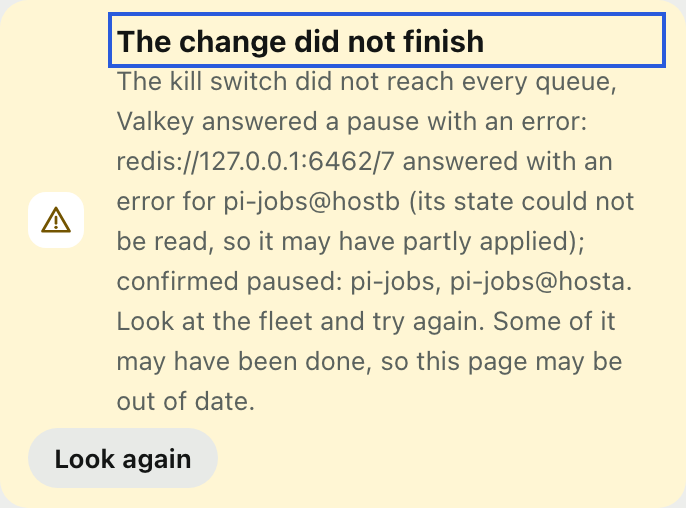 The change did not finish
The kill switch did not reach every queue,
Valkey answered a pause with an error:
redis://127.0.0.1:6462/7 answered with an
error for pi-jobs@hostb (its state could not
be read, so it may have partly applied);
confirmed paused: pi-jobs, pi-jobs@hosta.
Look at the fleet and try again. Some of it
may have been done, so this page may be
out of date.
Look again